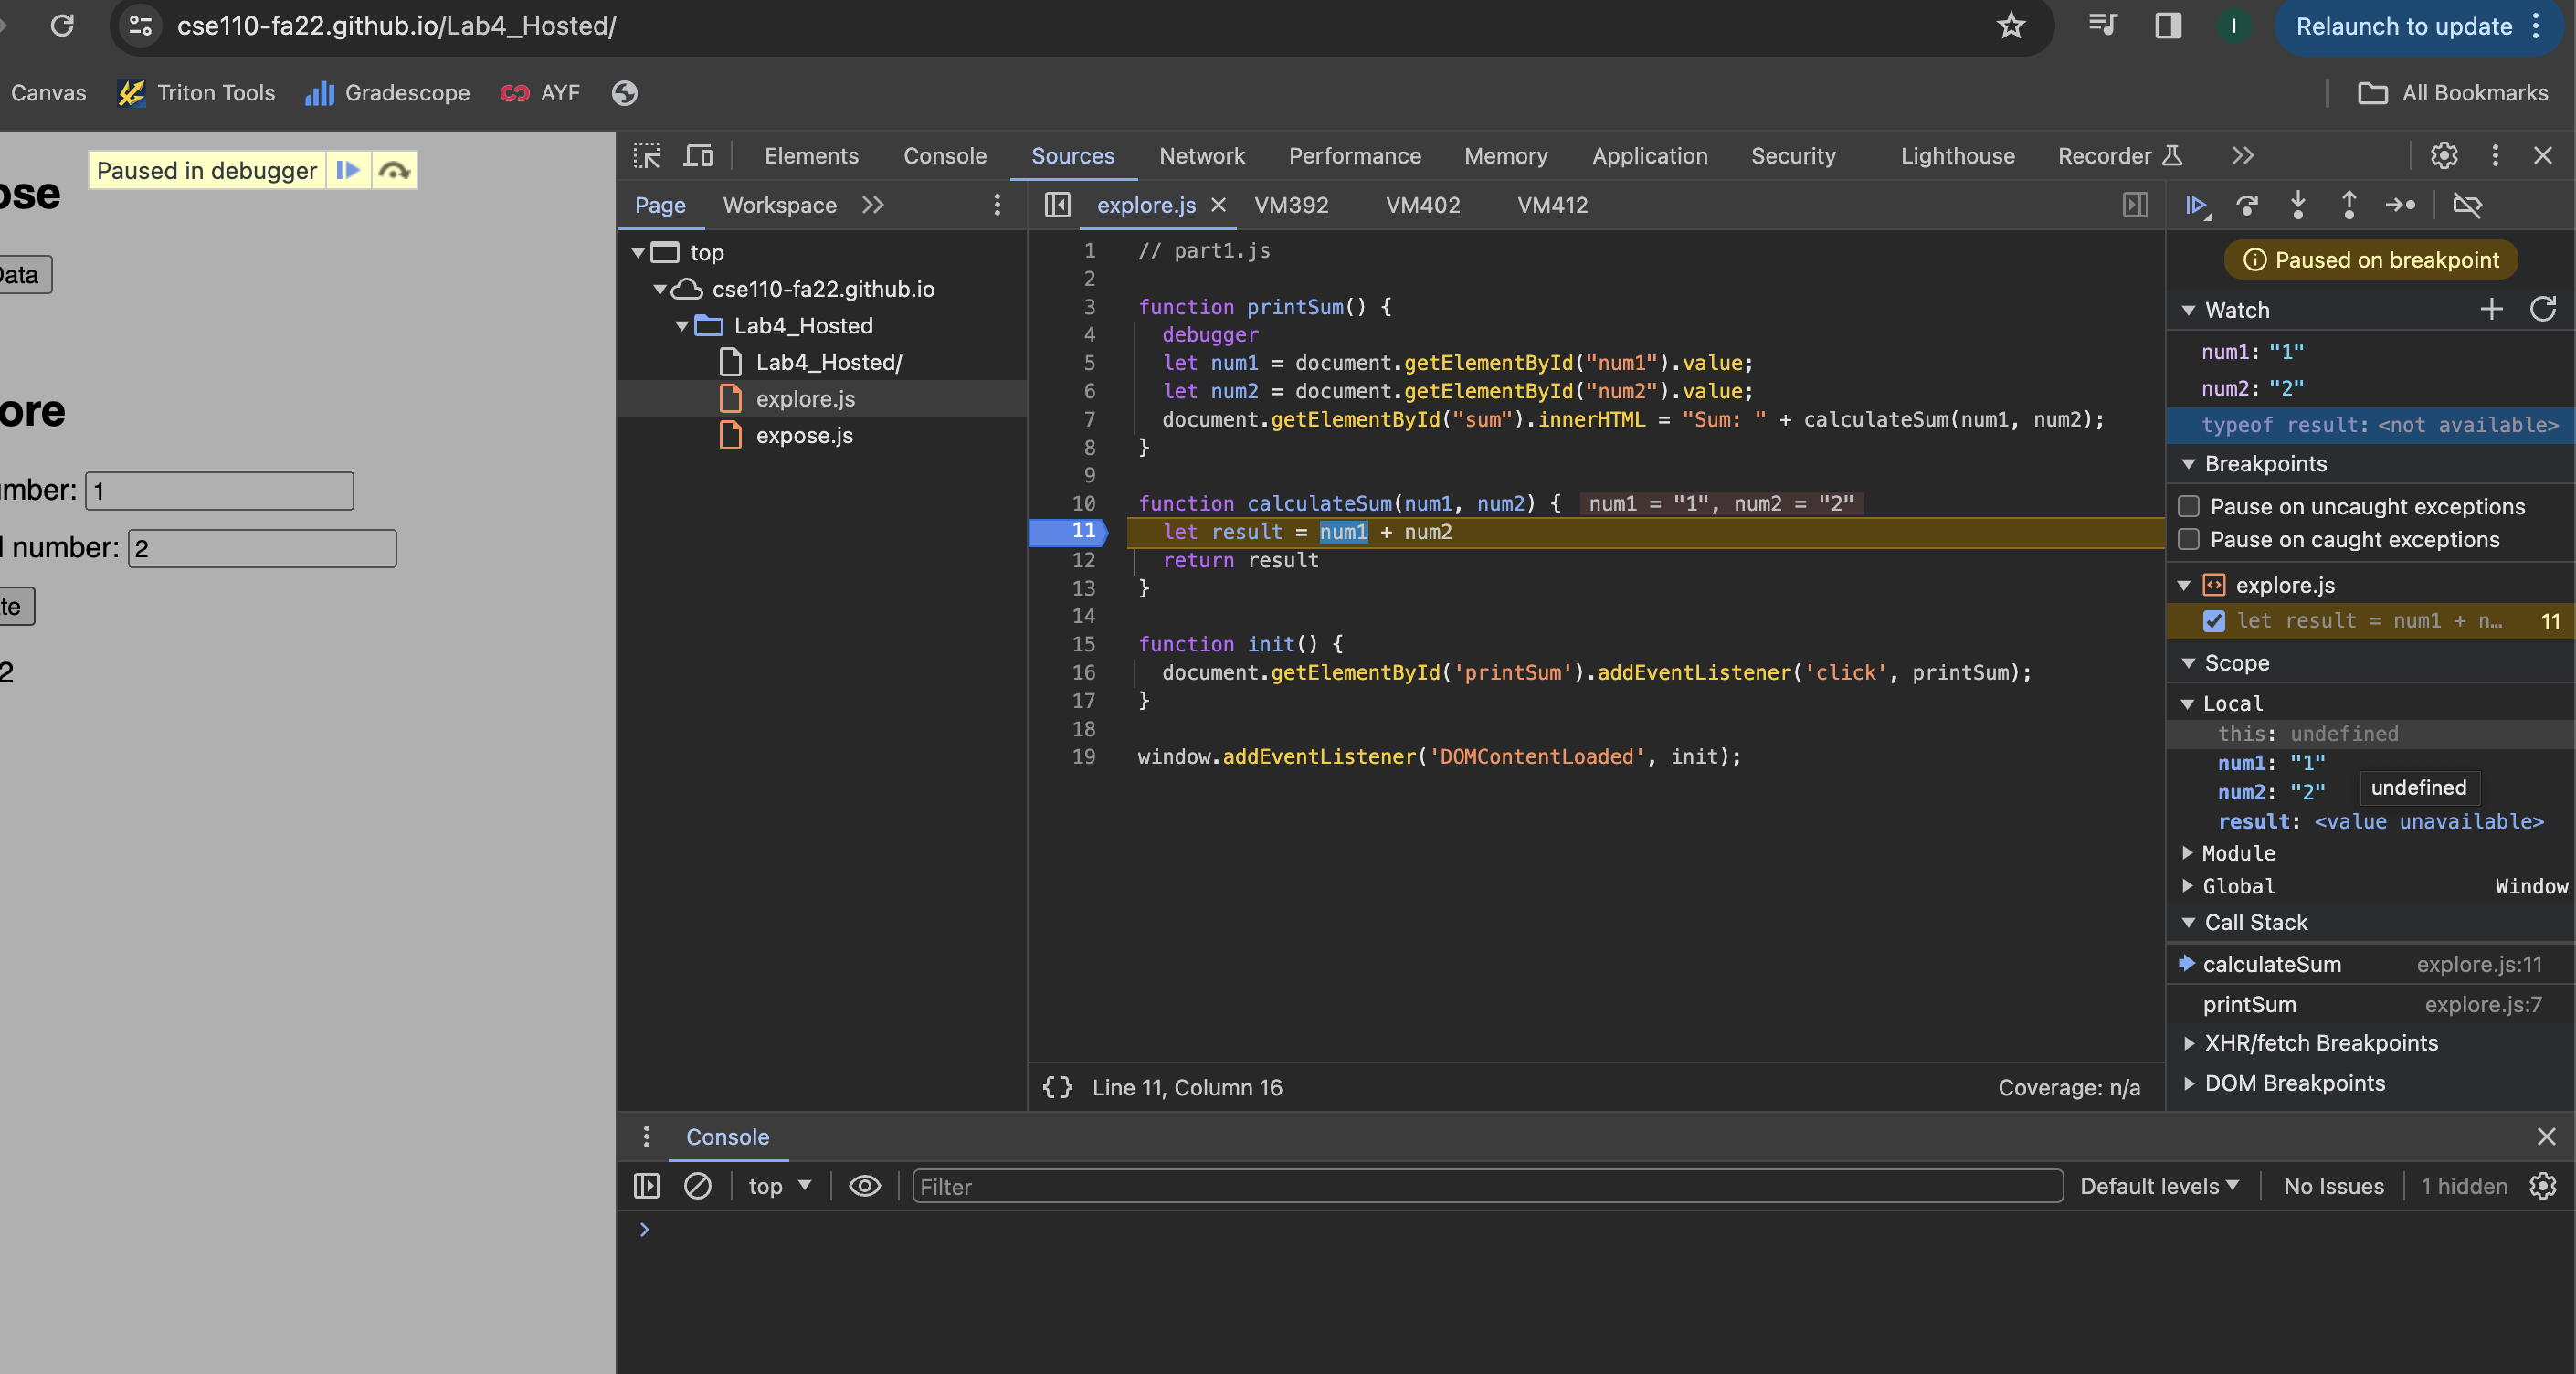 cse110-fa22.github.io/Lab4_Hosted/
I
Relaunch to update
Canvas
Triton Tools
Gradescope
AYF
All Bookmarks
Paused in debugger
ose
Data
ore
umber: 1
l number: 2
te
2
Elements
Console
Sources
Network
Performance
Memory
Application
Security
Lighthouse
Recorder
Page
Workspace
top
cse110-fa22.github.io
Lab4_Hosted
Lab4_Hosted/
explore.js
expose.js
explore.js
VM392
VM402
VM412
1 // part1.js
2
3 function printSum() {
4 debugger
5 let num1 = document.getElementById("num1").value;
6 let num2 = document.getElementById("num2").value;
7 document.getElementById("sum").innerHTML = "Sum: " + calculateSum(num1, num2);
8 }
9
10 function calculateSum(num1, num2) { num1 = "1", num2 = "2"
11 let result = num1 + num2
12 return result
13 }
14
15 function init() {
16 document.getElementById('printSum').addEventListener('click', printSum);
17 }
18
19 window.addEventListener('DOMContentLoaded', init);
{} Line 11, Column 16
Coverage: n/a
Paused on breakpoint
Watch
num1: "1"
num2: "2"
typeof result: <not available>
Breakpoints
Pause on uncaught exceptions
Pause on caught exceptions
explore.js
let result = num1 + n… 11
Scope
Local
this: undefined
num1: "1"
num2: "2"
undefined
result: <value unavailable>
Module
Global Window
Call Stack
calculateSum explore.js:11
printSum explore.js:7
XHR/fetch Breakpoints
DOM Breakpoints
Console
top
Filter
Default levels
No Issues
1 hidden